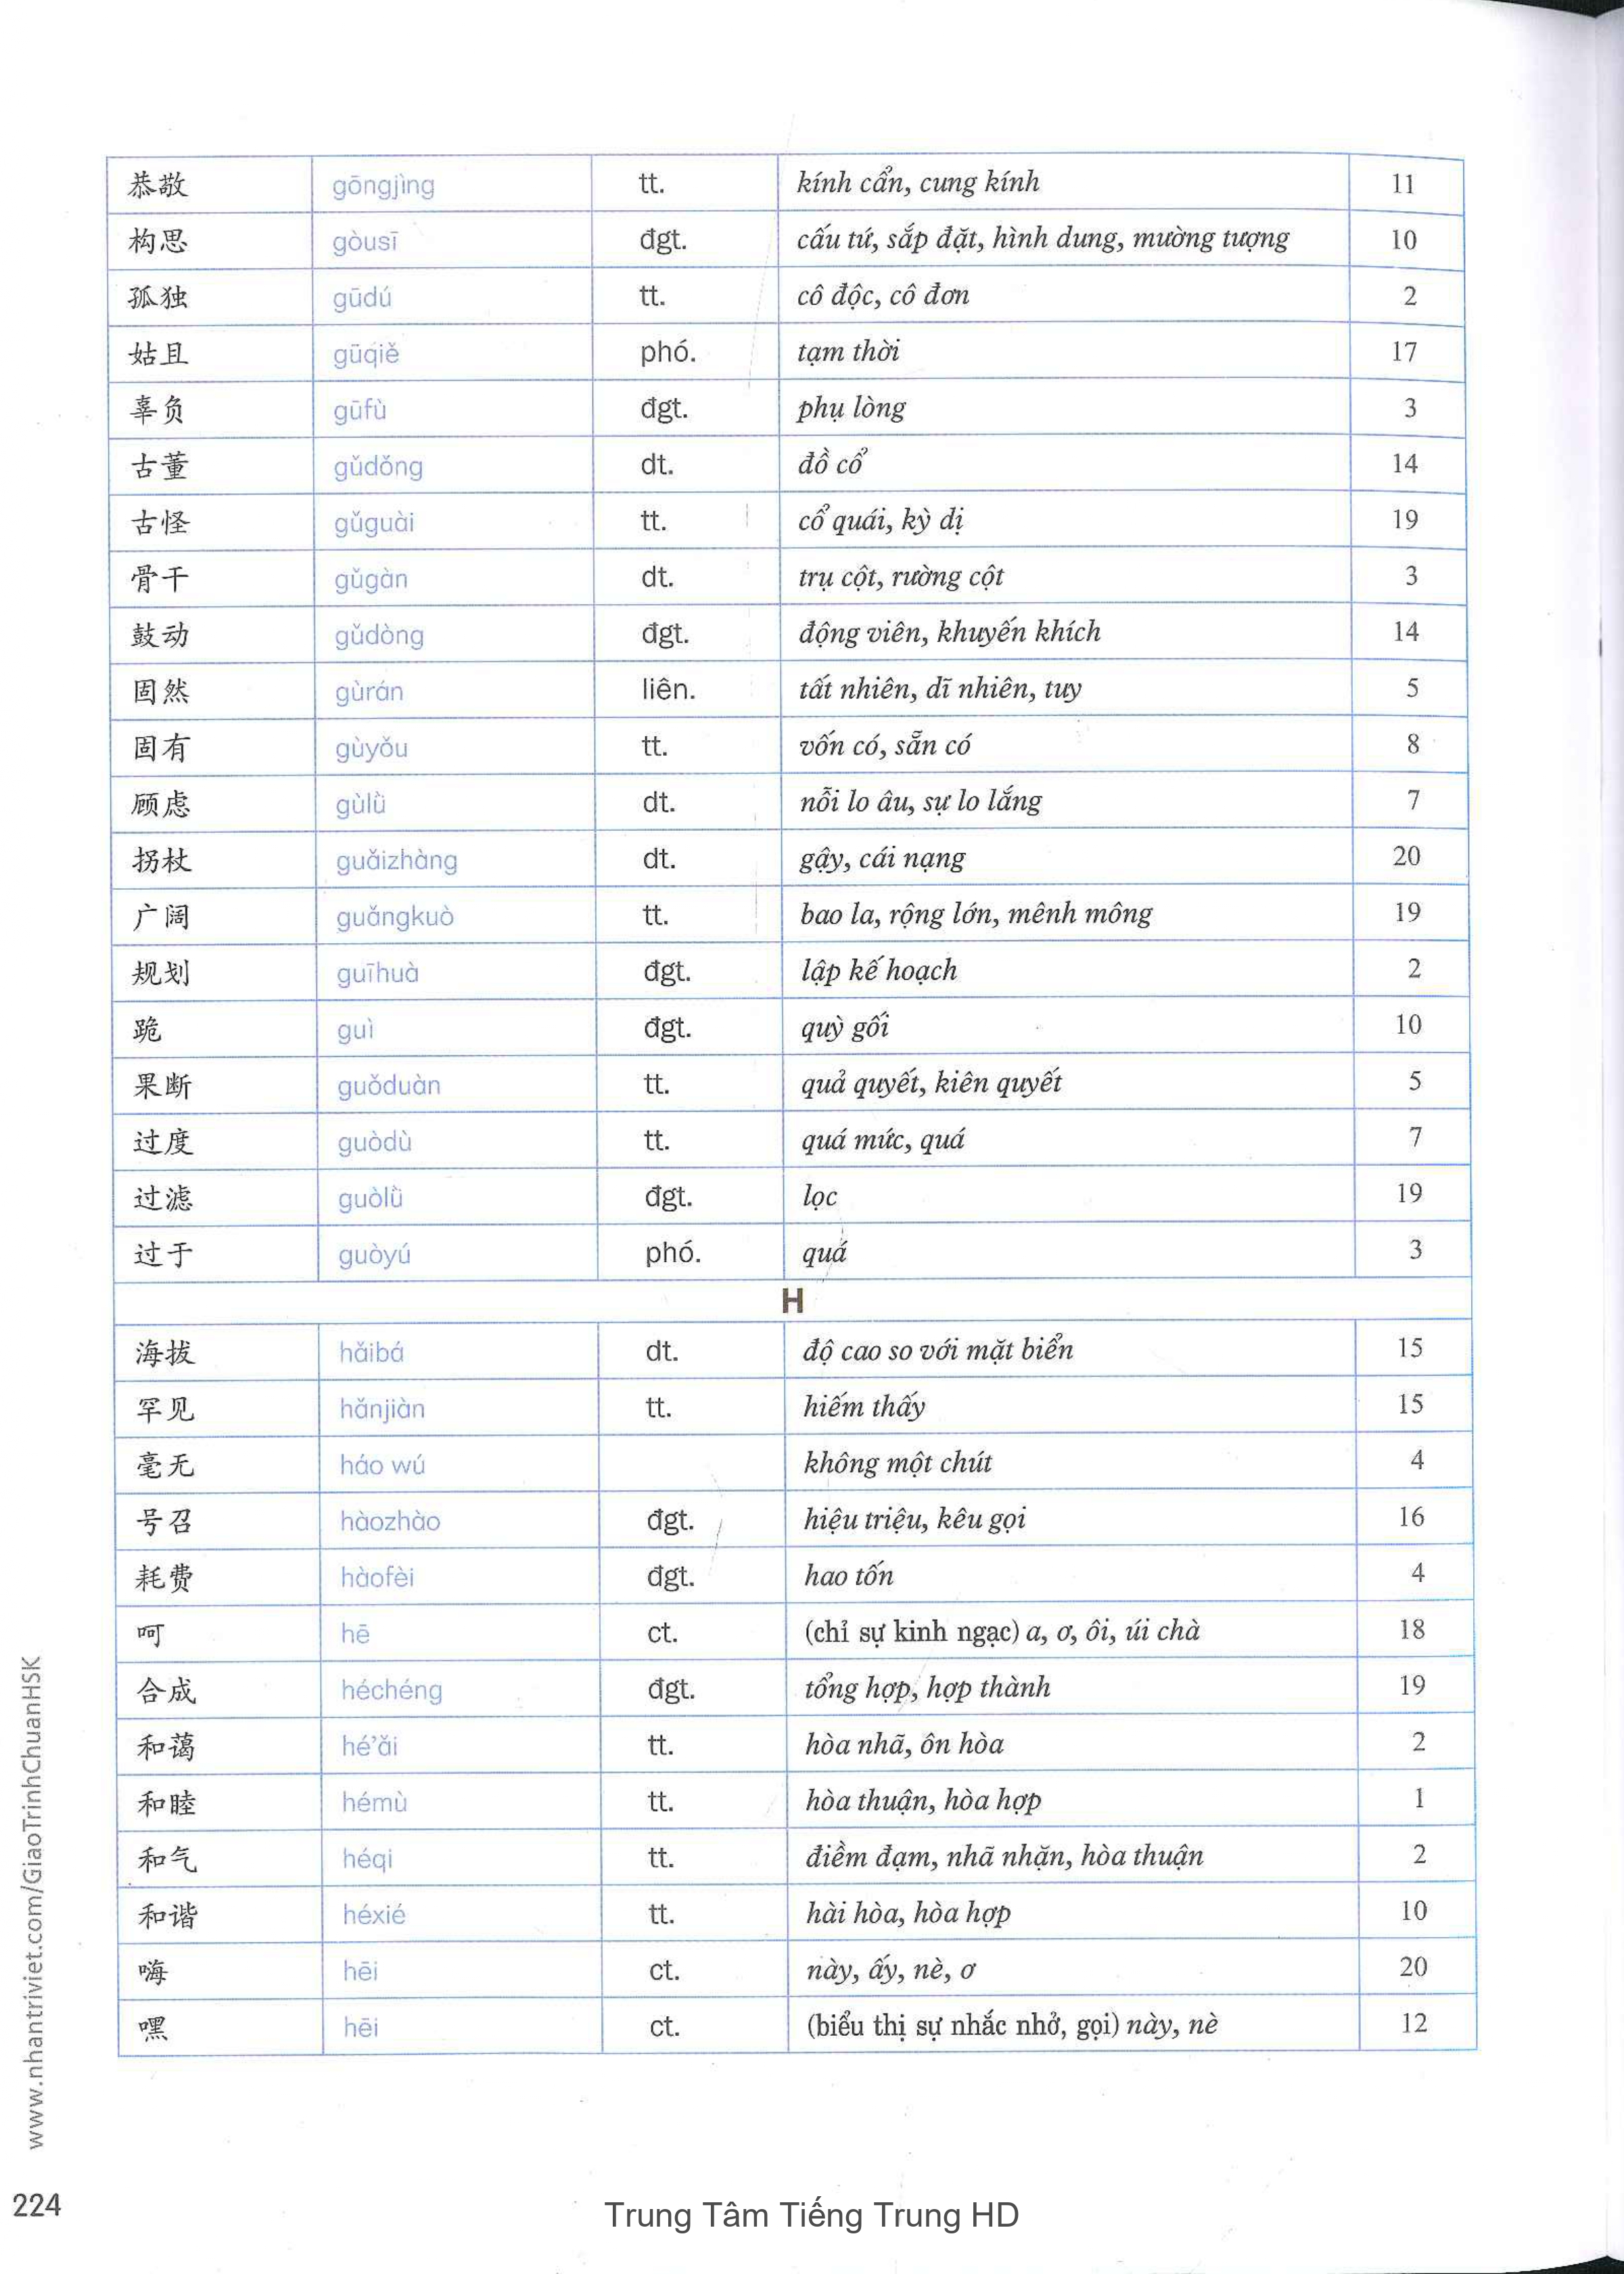 恭敬 gōngjìng tt. kính cẩn, cung kính 11
构思 gòusī đgt. cấu tứ, sắp đặt, hình dung, mường tượng 10
孤独 gūdú tt. cô độc, cô đơn 2
姑且 gūqiě phó. tạm thời 17
辜负 gūfù đgt. phụ lòng 3
古董 gǔdǒng dt. đồ cổ 14
古怪 gǔguài tt. cổ quái, kỳ dị 19
骨干 gǔgàn dt. trụ cột, rường cột 3
鼓动 gǔdòng đgt. động viên, khuyến khích 14
固然 gùrán liên. tất nhiên, dĩ nhiên, tuy 5
固有 gùyǒu tt. vốn có, sẵn có 8
顾虑 gùlǜ dt. nỗi lo âu, sự lo lắng 7
拐杖 guǎizhàng dt. gậy, cái nạng 20
广阔 guǎngkuò tt. bao la, rộng lớn, mênh mông 19
规划 guīhuà đgt. lập kế hoạch 2
跪 guì đgt. quỳ gối 10
果断 guǒduàn tt. quả quyết, kiên quyết 5
过度 guòdù tt. quá mức, quá 7
过滤 guòlǜ đgt. lọc 19
过于 guòyú phó. quá 3
H
海拔 hǎibá dt. độ cao so với mặt biển 15
罕见 hǎnjiàn tt. hiếm thấy 15
毫无 háo wú không một chút 4
号召 hàozhào đgt. hiệu triệu, kêu gọi 16
耗费 hàofèi đgt. hao tốn 4
呵 hē ct. (chỉ sự kinh ngạc) a, ơ, ôi, úi chà 18
合成 héchéng đgt. tổng hợp, hợp thành 19
和蔼 hé’ǎi tt. hòa nhã, ôn hòa 2
和睦 hémù tt. hòa thuận, hòa hợp 1
和气 héqi tt. điềm đạm, nhã nhặn, hòa thuận 2
和谐 héxié tt. hài hòa, hòa hợp 10
嗨 hēi ct. này, ấy, nè, ơ 20
嘿 hēi ct. (biểu thị sự nhắc nhở, gọi) này, nè 12
www.nhantriviet.com/GiaoTrinhChuanHSK
224
Trung Tâm Tiếng Trung HD